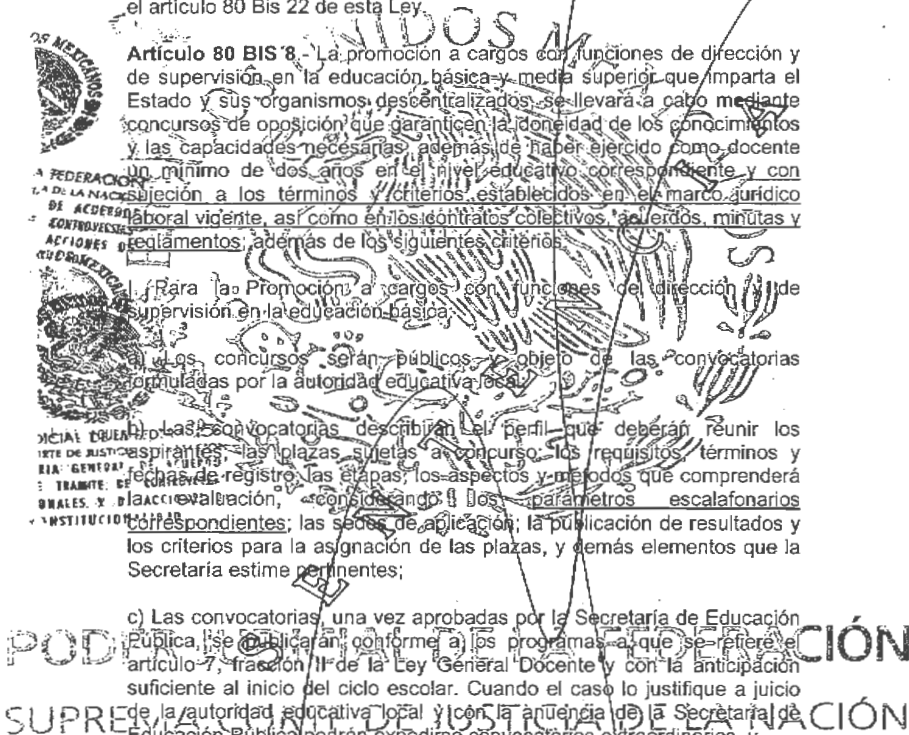 el artículo 80 Bis 22 de esta Ley.
Artículo 80 BIS 8.- La promoción a cargos con funciones de dirección y
de supervisión en la educación básica y media superior que imparta el
Estado y sus organismos descentralizados, se llevará a cabo mediante
concursos de oposición que garanticen la idoneidad de los conocimientos
y las capacidades necesarias, además de haber ejercido como docente
un mínimo de dos años en el nivel educativo correspondiente y con
sujeción a los términos y criterios establecidos en el marco jurídico
laboral vigente, así como en los contratos colectivos, acuerdos, minutas y
reglamentos; además de los siguientes criterios:
I. Para la Promoción a cargos con funciones de dirección y de
supervisión en la educación básica:
a) Los concursos serán públicos y objeto de las convocatorias
formuladas por la autoridad educativa local;
b) Las convocatorias describirán el perfil que deberán reunir los
aspirantes; las plazas sujetas a concurso; los requisitos, términos y
fechas de registro; las etapas, los aspectos y métodos que comprenderá
la evaluación, considerando los parámetros escalafonarios
correspondientes; las sedes de aplicación; la publicación de resultados y
los criterios para la asignación de las plazas, y demás elementos que la
Secretaría estime pertinentes;
c) Las convocatorias, una vez aprobadas por la Secretaría de Educación
Pública, se publicarán conforme a los programas a que se refiere el
artículo 7, fracción II de la Ley General Docente y con la anticipación
suficiente al inicio del ciclo escolar. Cuando el caso lo justifique a juicio
de la autoridad educativa local y con la anuencia de la Secretaría de
Educación Pública podrán expedirse convocatorias extraordinarias, y
PODER JUDICIAL DE LA FEDERACIÓN
SUPREMA CORTE DE JUSTICIA DE LA NACIÓN